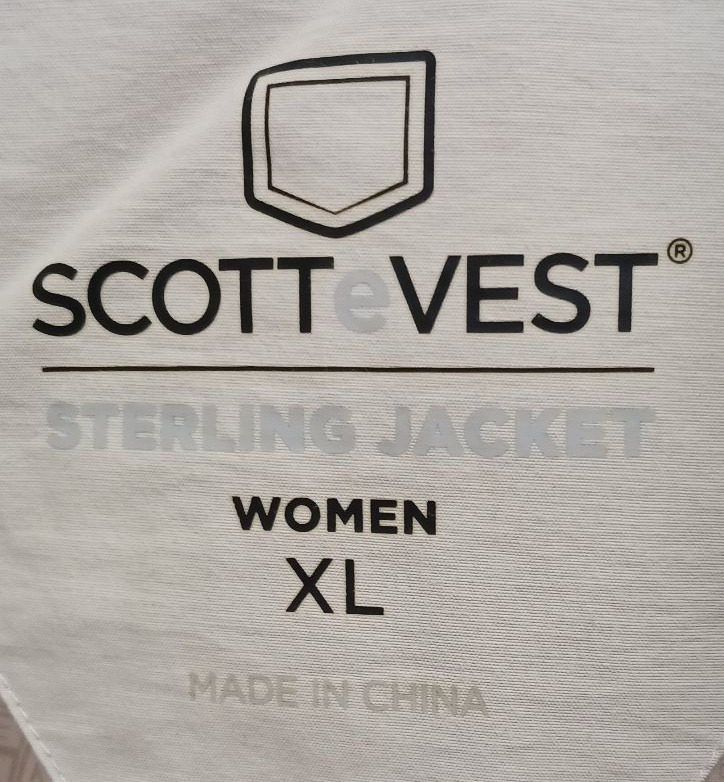 SCOTTeVEST®
STERLING JACKET
WOMEN
XL
MADE IN CHINA